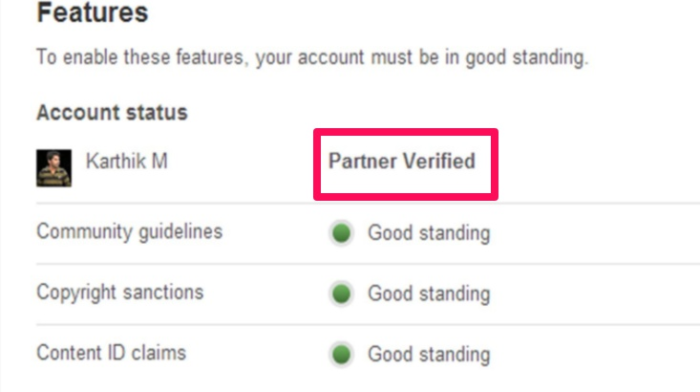 Features
To enable these features, your account must be in good standing.
Account status
Karthik M Partner Verified
Community guidelines Good standing
Copyright sanctions Good standing
Content ID claims Good standing